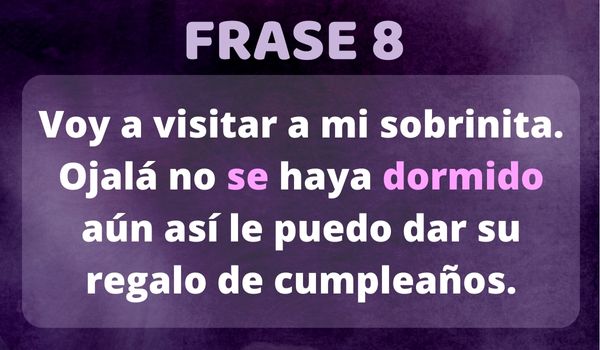 FRASE 8
Voy a visitar a mi sobrinita.
Ojalá no se haya dormido
aún así le puedo dar su
regalo de cumpleaños.